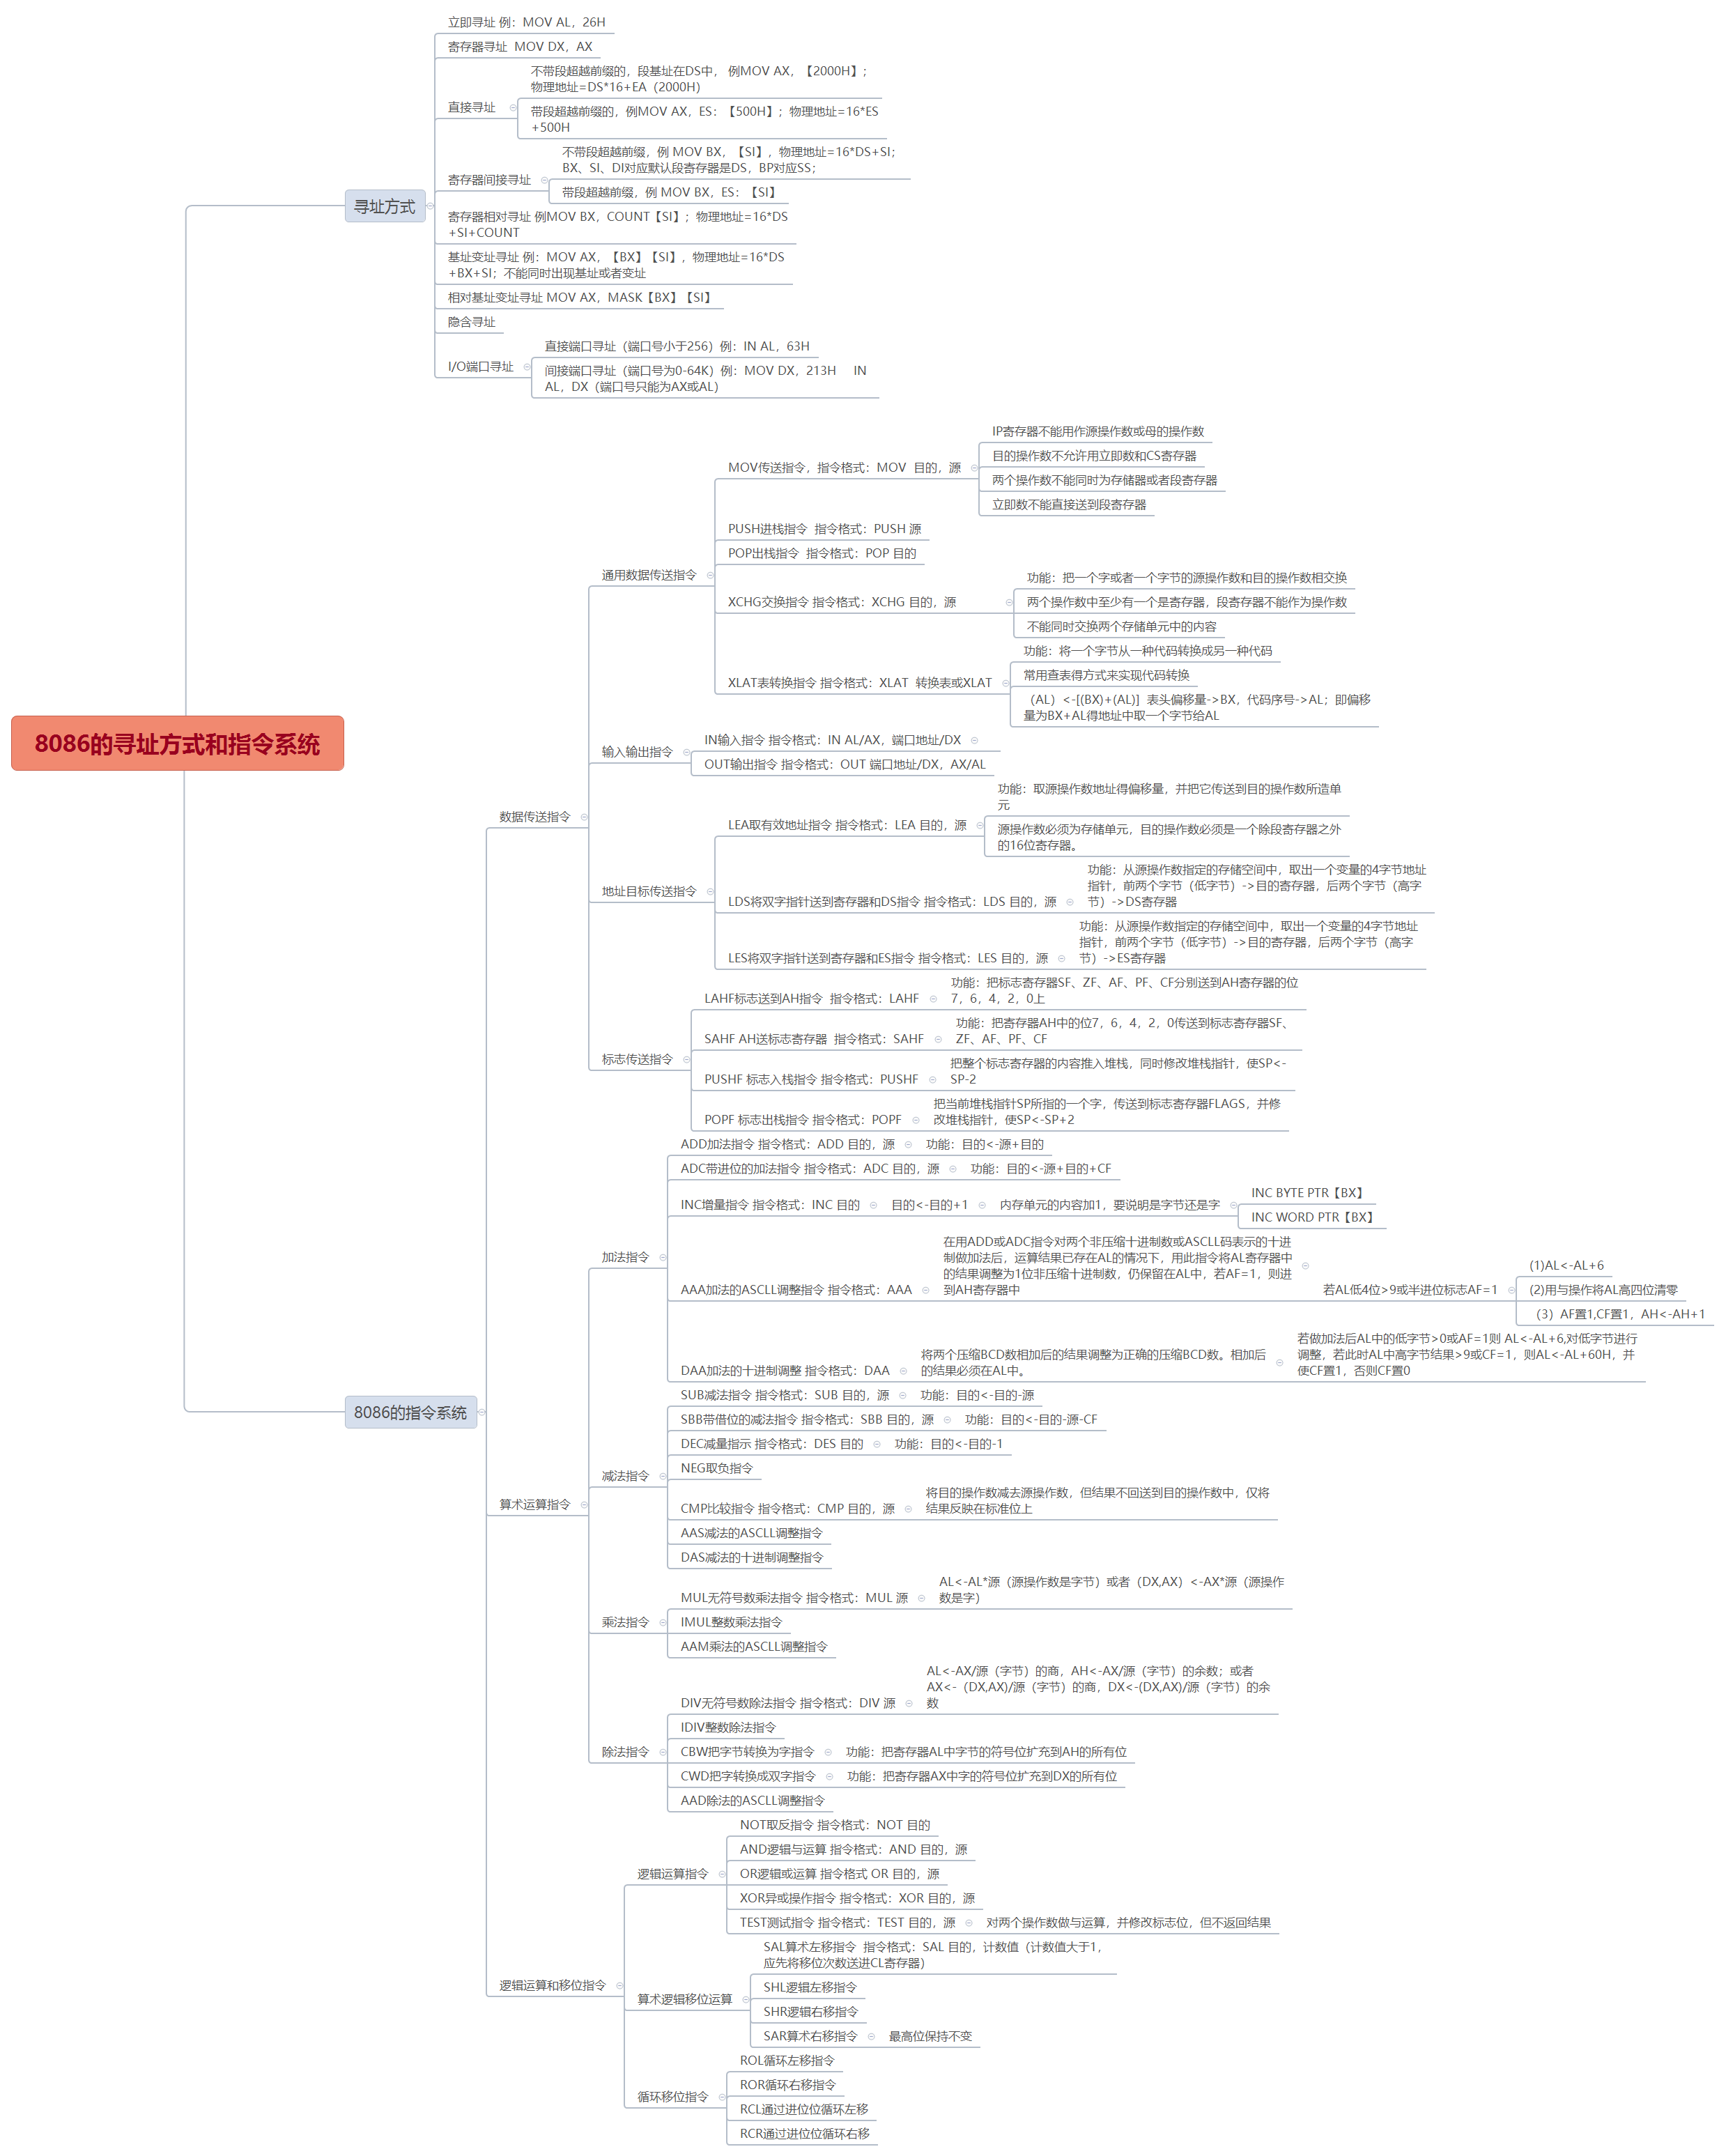 8086的寻址方式和指令系统
寻址方式
立即寻址 例：MOV AL，26H
寄存器寻址 MOV DX，AX
直接寻址
不带段超越前缀的，段基址在DS中， 例MOV AX，【2000H】；
物理地址=DS*16+EA（2000H）
带段超越前缀的，例MOV AX，ES：【500H】；物理地址=16*ES
+500H
寄存器间接寻址
不带段超越前缀，例 MOV BX，【SI】，物理地址=16*DS+SI；
BX、SI、DI对应默认段寄存器是DS，BP对应SS；
带段超越前缀，例 MOV BX，ES：【SI】
寄存器相对寻址 例MOV BX，COUNT【SI】；物理地址=16*DS
+SI+COUNT
基址变址寻址 例：MOV AX，【BX】【SI】，物理地址=16*DS
+BX+SI；不能同时出现基址或者变址
相对基址变址寻址 MOV AX，MASK【BX】【SI】
隐含寻址
I/O端口寻址
直接端口寻址（端口号小于256）例：IN AL，63H
间接端口寻址（端口号为0-64K）例：MOV DX，213H IN
AL，DX（端口号只能为AX或AL）
8086的指令系统
数据传送指令
通用数据传送指令
MOV传送指令，指令格式：MOV 目的，源
IP寄存器不能用作源操作数或母的操作数
目的操作数不允许用立即数和CS寄存器
两个操作数不能同时为存储器或者段寄存器
立即数不能直接送到段寄存器
PUSH进栈指令 指令格式：PUSH 源
POP出栈指令 指令格式：POP 目的
XCHG交换指令 指令格式：XCHG 目的，源
功能：把一个字或者一个字节的源操作数和目的操作数相交换
两个操作数中至少有一个是寄存器，段寄存器不能作为操作数
不能同时交换两个存储单元中的内容
XLAT表转换指令 指令格式：XLAT 转换表或XLAT
功能：将一个字节从一种代码转换成另一种代码
常用查表得方式来实现代码转换
（AL）<-[(BX)+(AL)] 表头偏移量->BX，代码序号->AL；即偏移
量为BX+AL得地址中取一个字节给AL
输入输出指令
IN输入指令 指令格式：IN AL/AX，端口地址/DX
OUT输出指令 指令格式：OUT 端口地址/DX，AX/AL
地址目标传送指令
LEA取有效地址指令 指令格式：LEA 目的，源
功能：取源操作数地址得偏移量，并把它传送到目的操作数所造单
元
源操作数必须为存储单元，目的操作数必须是一个除段寄存器之外
的16位寄存器。
LDS将双字指针送到寄存器和DS指令 指令格式：LDS 目的，源
功能：从源操作数指定的存储空间中，取出一个变量的4字节地址
指针，前两个字节（低字节）->目的寄存器，后两个字节（高字
节）->DS寄存器
LES将双字指针送到寄存器和ES指令 指令格式：LES 目的，源
功能：从源操作数指定的存储空间中，取出一个变量的4字节地址
指针，前两个字节（低字节）->目的寄存器，后两个字节（高字
节）->ES寄存器
标志传送指令
LAHF标志送到AH指令 指令格式：LAHF
功能：把标志寄存器SF、ZF、AF、PF、CF分别送到AH寄存器的位
7，6，4，2，0上
SAHF AH送标志寄存器 指令格式：SAHF
功能：把寄存器AH中的位7，6，4，2，0传送到标志寄存器SF、
ZF、AF、PF、CF
PUSHF 标志入栈指令 指令格式：PUSHF
把整个标志寄存器的内容推入堆栈，同时修改堆栈指针，使SP<-
SP-2
POPF 标志出栈指令 指令格式：POPF
把当前堆栈指针SP所指的一个字，传送到标志寄存器FLAGS，并修
改堆栈指针，使SP<-SP+2
算术运算指令
加法指令
ADD加法指令 指令格式：ADD 目的，源
功能：目的<-源+目的
ADC带进位的加法指令 指令格式：ADC 目的，源
功能：目的<-源+目的+CF
INC增量指令 指令格式：INC 目的
目的<-目的+1
内存单元的内容加1，要说明是字节还是字
INC BYTE PTR【BX】
INC WORD PTR【BX】
AAA加法的ASCLL调整指令 指令格式：AAA
在用ADD或ADC指令对两个非压缩十进制数或ASCLL码表示的十进
制做加法后，运算结果已存在AL的情况下，用此指令将AL寄存器中
的结果调整为1位非压缩十进制数，仍保留在AL中，若AF=1，则进
到AH寄存器中
若AL低4位>9或半进位标志AF=1
(1)AL<-AL+6
(2)用与操作将AL高四位清零
（3）AF置1,CF置1，AH<-AH+1
DAA加法的十进制调整 指令格式：DAA
将两个压缩BCD数相加后的结果调整为正确的压缩BCD数。相加后
的结果必须在AL中。
若做加法后AL中的低字节>0或AF=1则 AL<-AL+6,对低字节进行
调整，若此时AL中高字节结果>9或CF=1，则AL<-AL+60H，并
使CF置1，否则CF置0
减法指令
SUB减法指令 指令格式：SUB 目的，源
功能：目的<-目的-源
SBB带借位的减法指令 指令格式：SBB 目的，源
功能：目的<-目的-源-CF
DEC减量指示 指令格式：DES 目的
功能：目的<-目的-1
NEG取负指令
CMP比较指令 指令格式：CMP 目的，源
将目的操作数减去源操作数，但结果不回送到目的操作数中，仅将
结果反映在标准位上
AAS减法的ASCLL调整指令
DAS减法的十进制调整指令
乘法指令
MUL无符号数乘法指令 指令格式：MUL 源
AL<-AL*源（源操作数是字节）或者（DX,AX）<-AX*源（源操作
数是字）
IMUL整数乘法指令
AAM乘法的ASCLL调整指令
除法指令
DIV无符号数除法指令 指令格式：DIV 源
AL<-AX/源（字节）的商，AH<-AX/源（字节）的余数；或者
AX<-（DX,AX)/源（字节）的商，DX<-(DX,AX)/源（字节）的余
数
IDIV整数除法指令
CBW把字节转换为字指令
功能：把寄存器AL中字节的符号位扩充到AH的所有位
CWD把字转换成双字指令
功能：把寄存器AX中字的符号位扩充到DX的所有位
AAD除法的ASCLL调整指令
逻辑运算和移位指令
逻辑运算指令
NOT取反指令 指令格式：NOT 目的
AND逻辑与运算 指令格式：AND 目的，源
OR逻辑或运算 指令格式 OR 目的，源
XOR异或操作指令 指令格式：XOR 目的，源
TEST测试指令 指令格式：TEST 目的，源
对两个操作数做与运算，并修改标志位，但不返回结果
算术逻辑移位运算
SAL算术左移指令 指令格式：SAL 目的，计数值（计数值大于1，
应先将移位次数送进CL寄存器）
SHL逻辑左移指令
SHR逻辑右移指令
SAR算术右移指令
最高位保持不变
循环移位指令
ROL循环左移指令
ROR循环右移指令
RCL通过进位位循环左移
RCR通过进位位循环右移